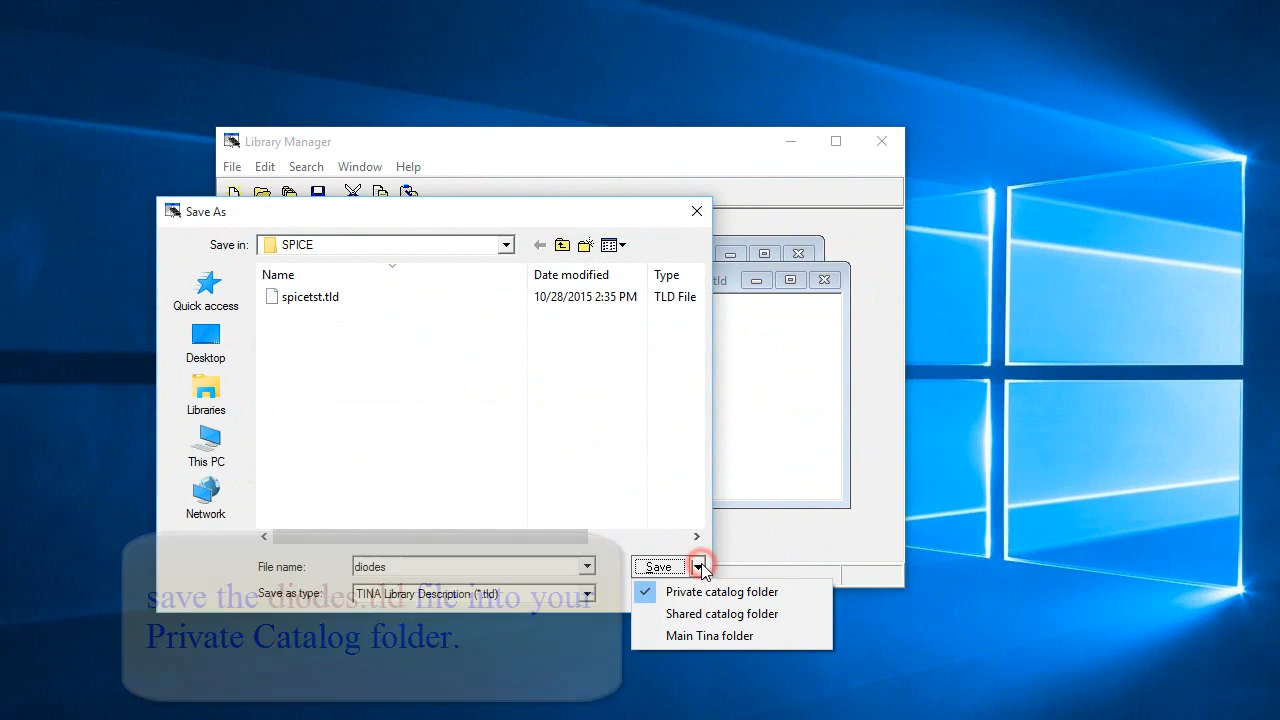 Library Manager
File Edit Search Window Help
Save As
Save in: SPICE
Name Date modified Type
spicetst.tld 10/28/2015 2:35 PM TLD File
tld
Quick access
Desktop
Libraries
This PC
Network
File name: diodes Save
Save as type: TINA Library Description (*.tld)
Private catalog folder
Shared catalog folder
Main Tina folder
save the diodes.tld file into your
Private Catalog folder.